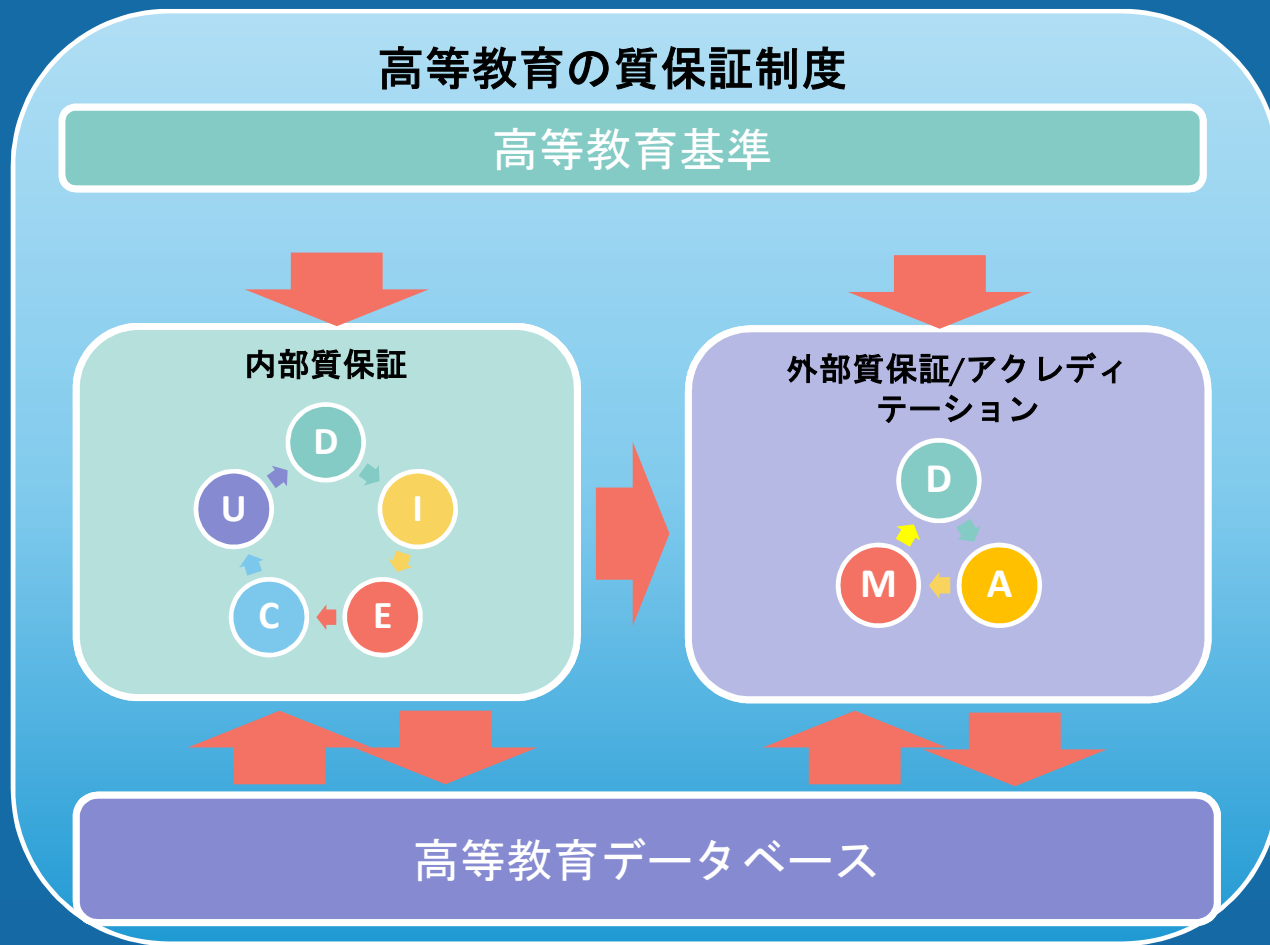 高等教育の質保証制度
高等教育基準
内部質保証
D
I
E
C
U
外部質保証/アクレディ
テーション
D
A
M
高等教育データベース